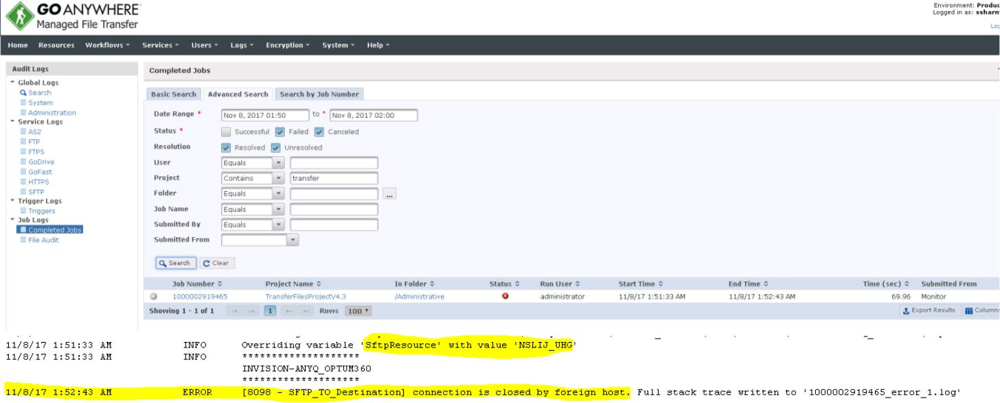 GO ANYWHERE
Managed File Transfer
Environment: Produc
Logged in as: ssharm
Log
Home Resources Workflows Services Users Logs Encryption System Help
Audit Logs
Global Logs
Search
System
Administration
Service Logs
AS2
FTP
FTPS
GoDrive
GoFast
HTTPS
SFTP
Trigger Logs
Triggers
Job Logs
Completed Jobs
File Audit
Completed Jobs
Basic Search Advanced Search Search by Job Number
Date Range * Nov 8, 2017 01:50 to * Nov 8, 2017 02:00
Status * Successful Failed Canceled
Resolution Resolved Unresolved
User Equals
Project Contains transfer
Folder Equals ...
Job Name Equals
Submitted By Equals
Submitted From
Search Clear
Job Number Project Name In Folder Status Run User Start Time End Time Time (sec) Submitted From
1000002919465 TransferFilesProjectV4.3 /Administrative administrator 11/8/17 1:51:33 AM 11/8/17 1:52:43 AM 69.96 Monitor
Showing 1 - 1 of 1 1 Rows 100 Export Results Columns
11/8/17 1:51:33 AM INFO Overriding variable 'SftpResource' with value 'NSLIJ_UHG'
11/8/17 1:51:33 AM INFO ********************
INVISION-ANYQ_OPTUM360
********************
11/8/17 1:52:43 AM ERROR [8098 - SFTP_TO_Destination] connection is closed by foreign host. Full stack trace written to '1000002919465_error_1.log'